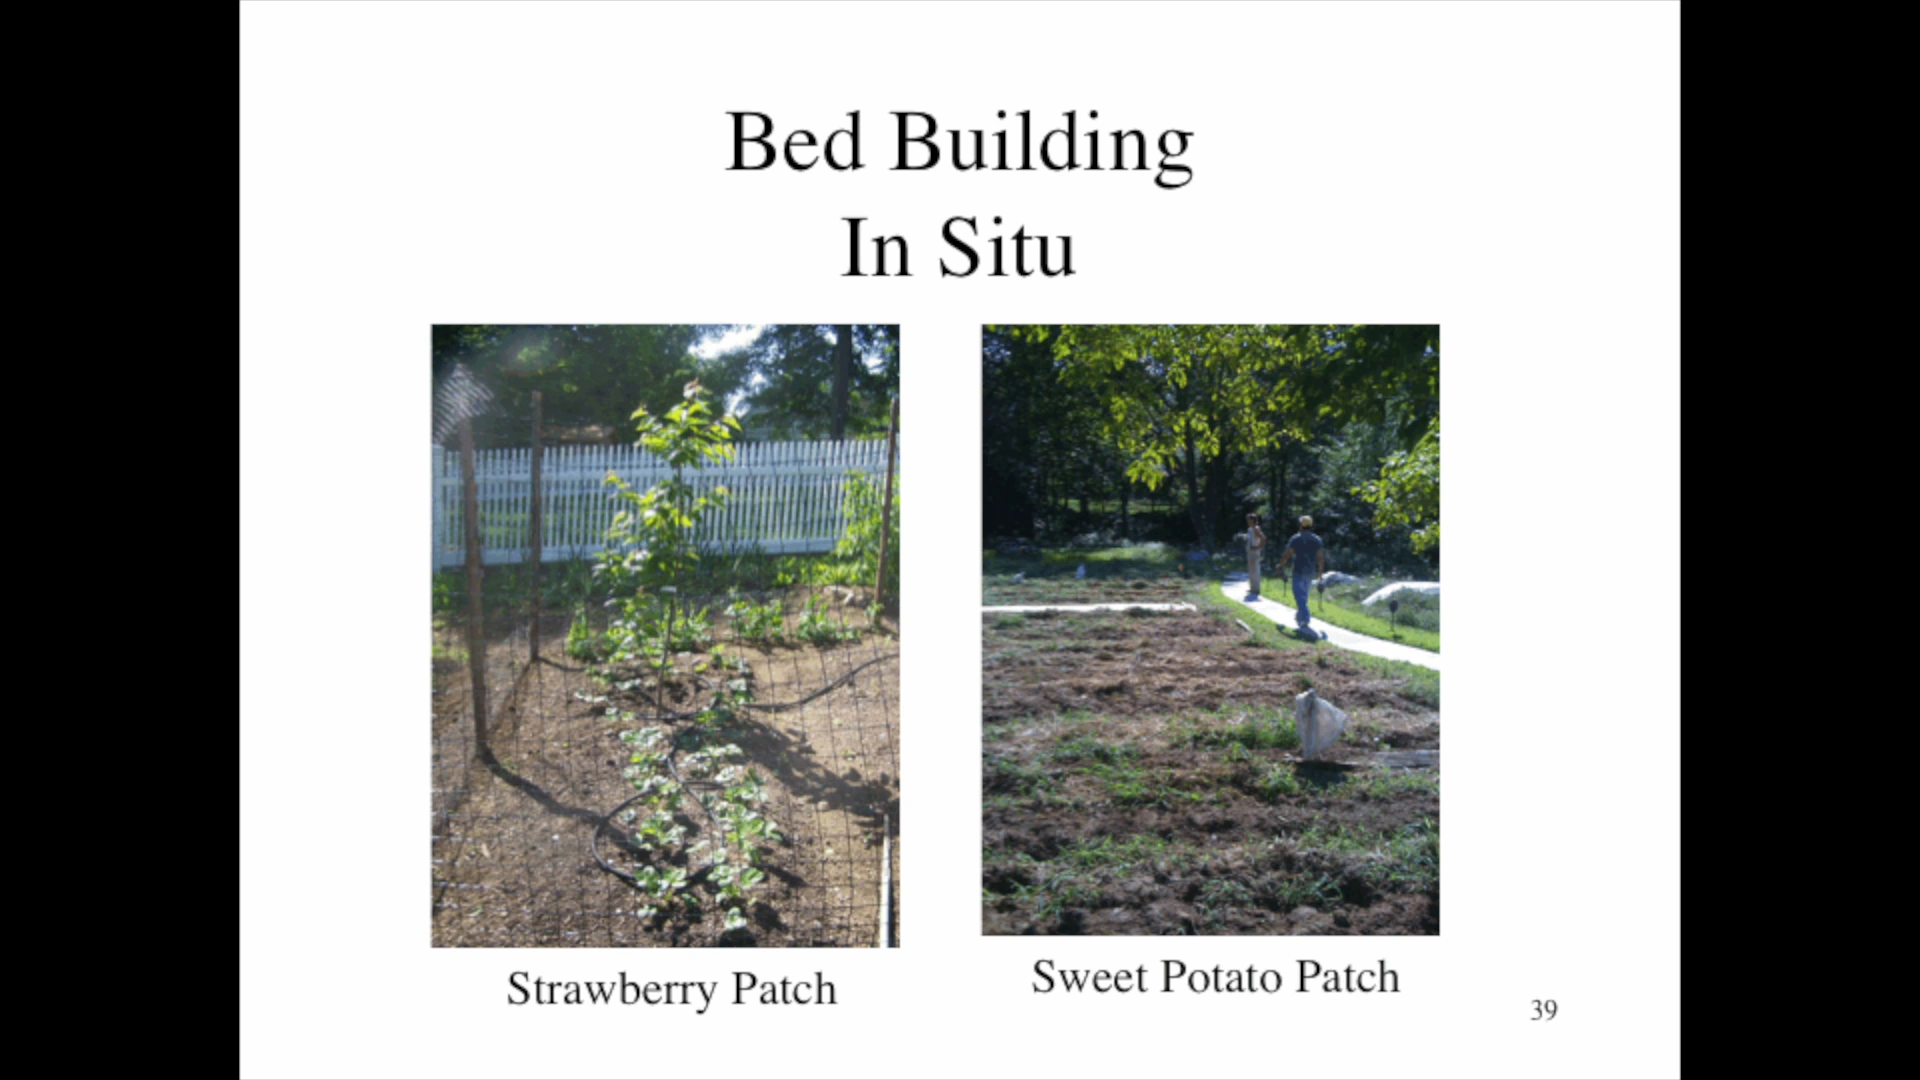 Bed Building
In Situ
Strawberry Patch
Sweet Potato Patch
39